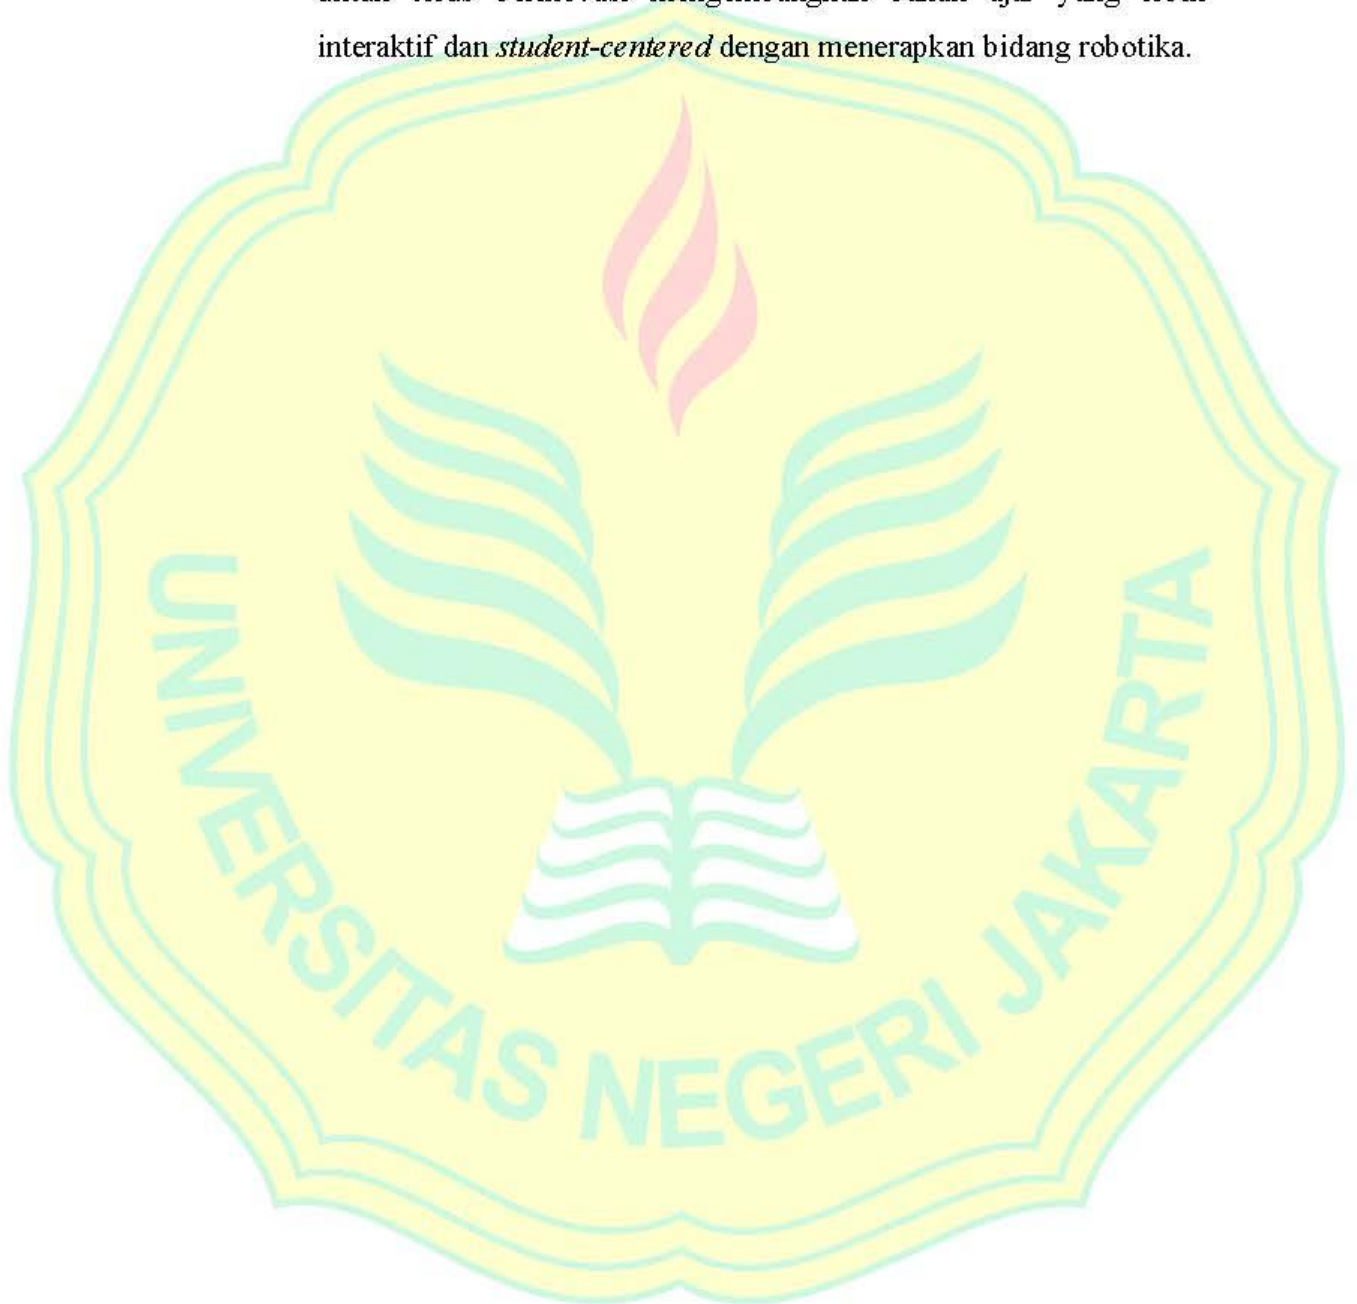 interaktif dan student-centered dengan menerapkan bidang robotika.
UNIVERSITAS NEGERI JAKARTA